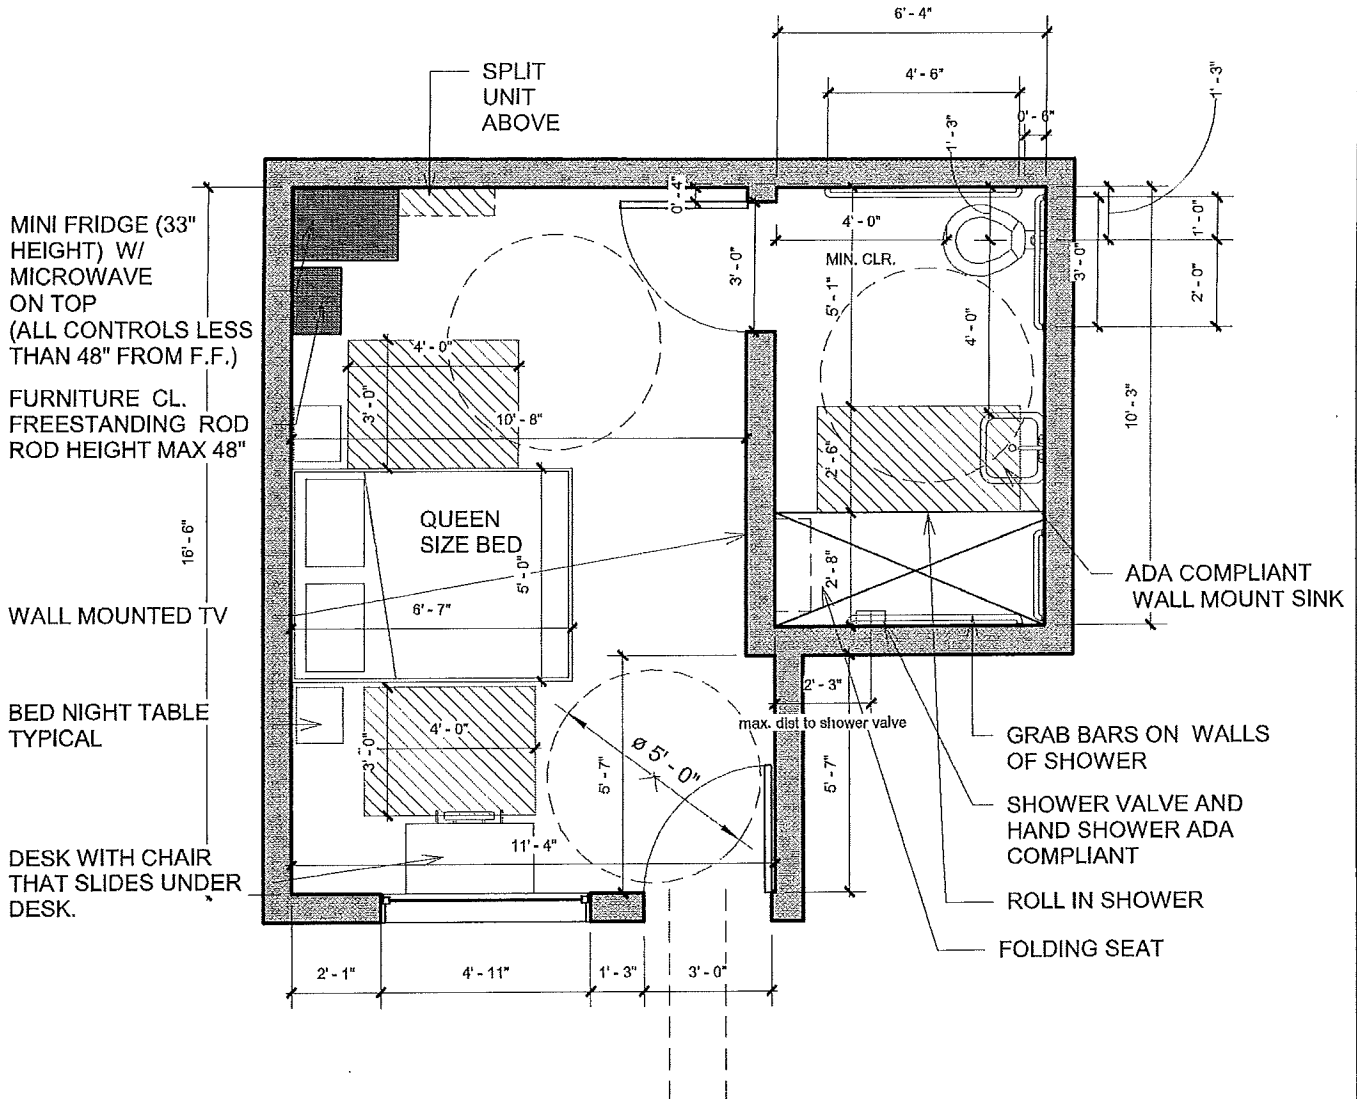 6' - 4"
4' - 6"
0' - 6"
1' - 3"
1' - 3"
SPLIT
UNIT
ABOVE
MINI FRIDGE (33"
HEIGHT) W/
MICROWAVE
ON TOP
(ALL CONTROLS LESS
THAN 48" FROM F.F.)
FURNITURE CL.
FREESTANDING ROD
ROD HEIGHT MAX 48"
16' - 6"
WALL MOUNTED TV
BED NIGHT TABLE
TYPICAL
DESK WITH CHAIR
THAT SLIDES UNDER
DESK.
0' - 4"
3' - 0"
4' - 0"
3' - 0"
10' - 8"
QUEEN
SIZE BED
5' - 0"
6' - 7"
4' - 0"
3' - 0"
5' - 7"
Ø 5' - 0"
11' - 4"
4' - 0"
MIN. CLR.
5' - 1"
4' - 0"
2' - 6"
2' - 8"
3' - 0"
1' - 0"
2' - 0"
10' - 3"
2' - 3"
max. dist to shower valve
5' - 7"
ADA COMPLIANT
WALL MOUNT SINK
GRAB BARS ON WALLS
OF SHOWER
SHOWER VALVE AND
HAND SHOWER ADA
COMPLIANT
ROLL IN SHOWER
FOLDING SEAT
2' - 1"
4' - 11"
1' - 3"
3' - 0"